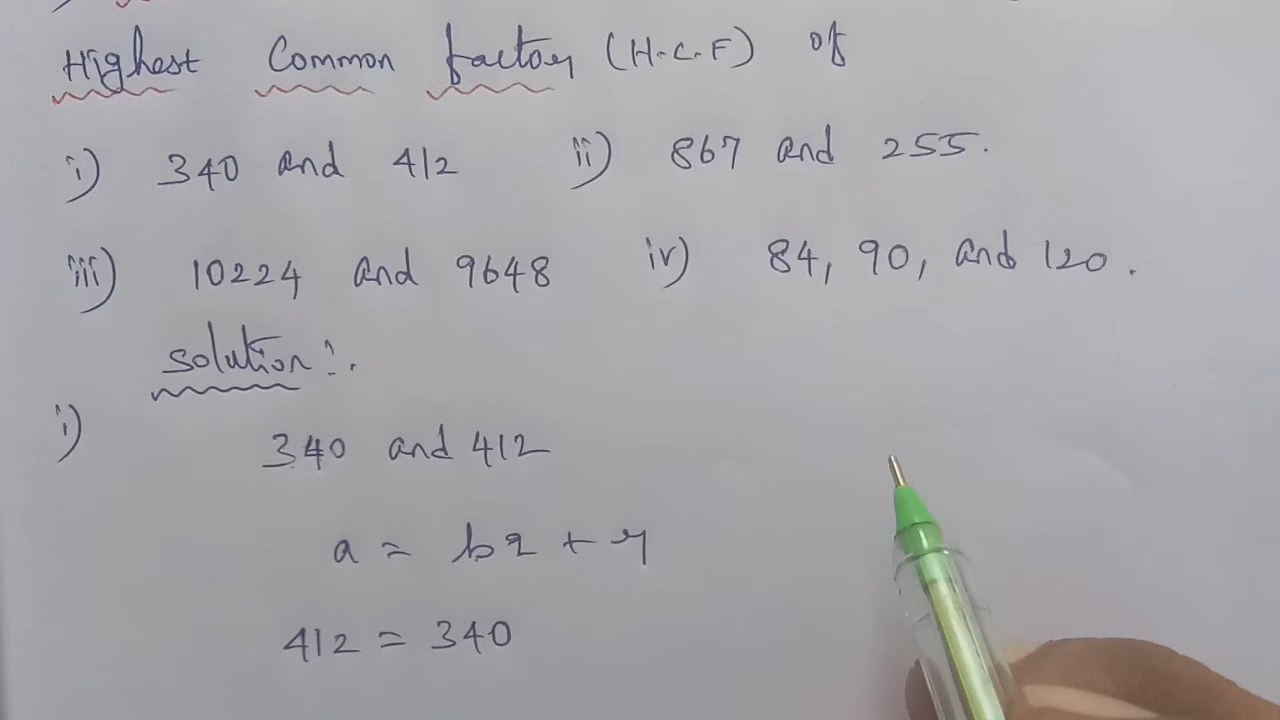 Highest Common factor (H.C.F) of
i) 340 and 412 ii) 867 and 255.
iii) 10224 and 9648 iv) 84, 90, and 120.
Solution:.
i) 340 and 412
a = bq + r
412 = 340